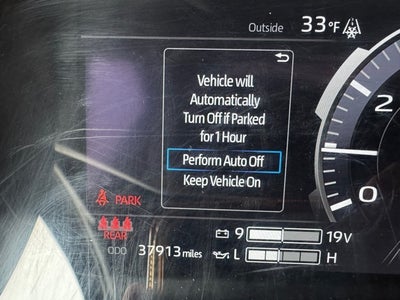 Outside 33°F
Vehicle will
Automatically
Turn Off if Parked
for 1 Hour
Perform Auto Off
Keep Vehicle On
2
0
PARK
REAR
9 19V
ODO 37913 miles
L H